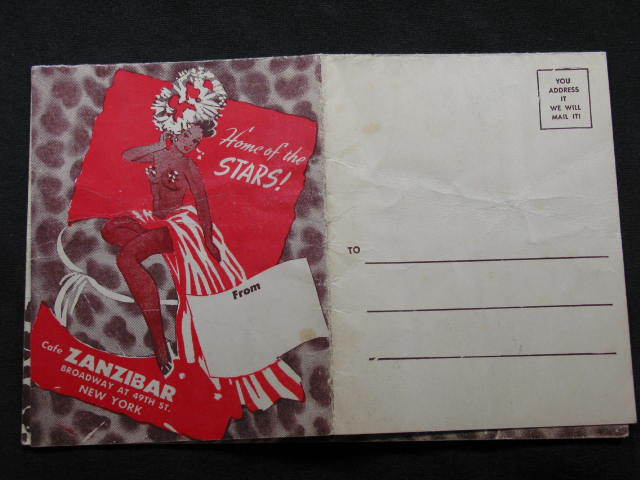 Home of the
STARS!
From
Cafe ZANZIBAR
BROADWAY AT 49TH ST.
NEW YORK
YOU
ADDRESS
IT
WE WILL
MAIL IT!
TO